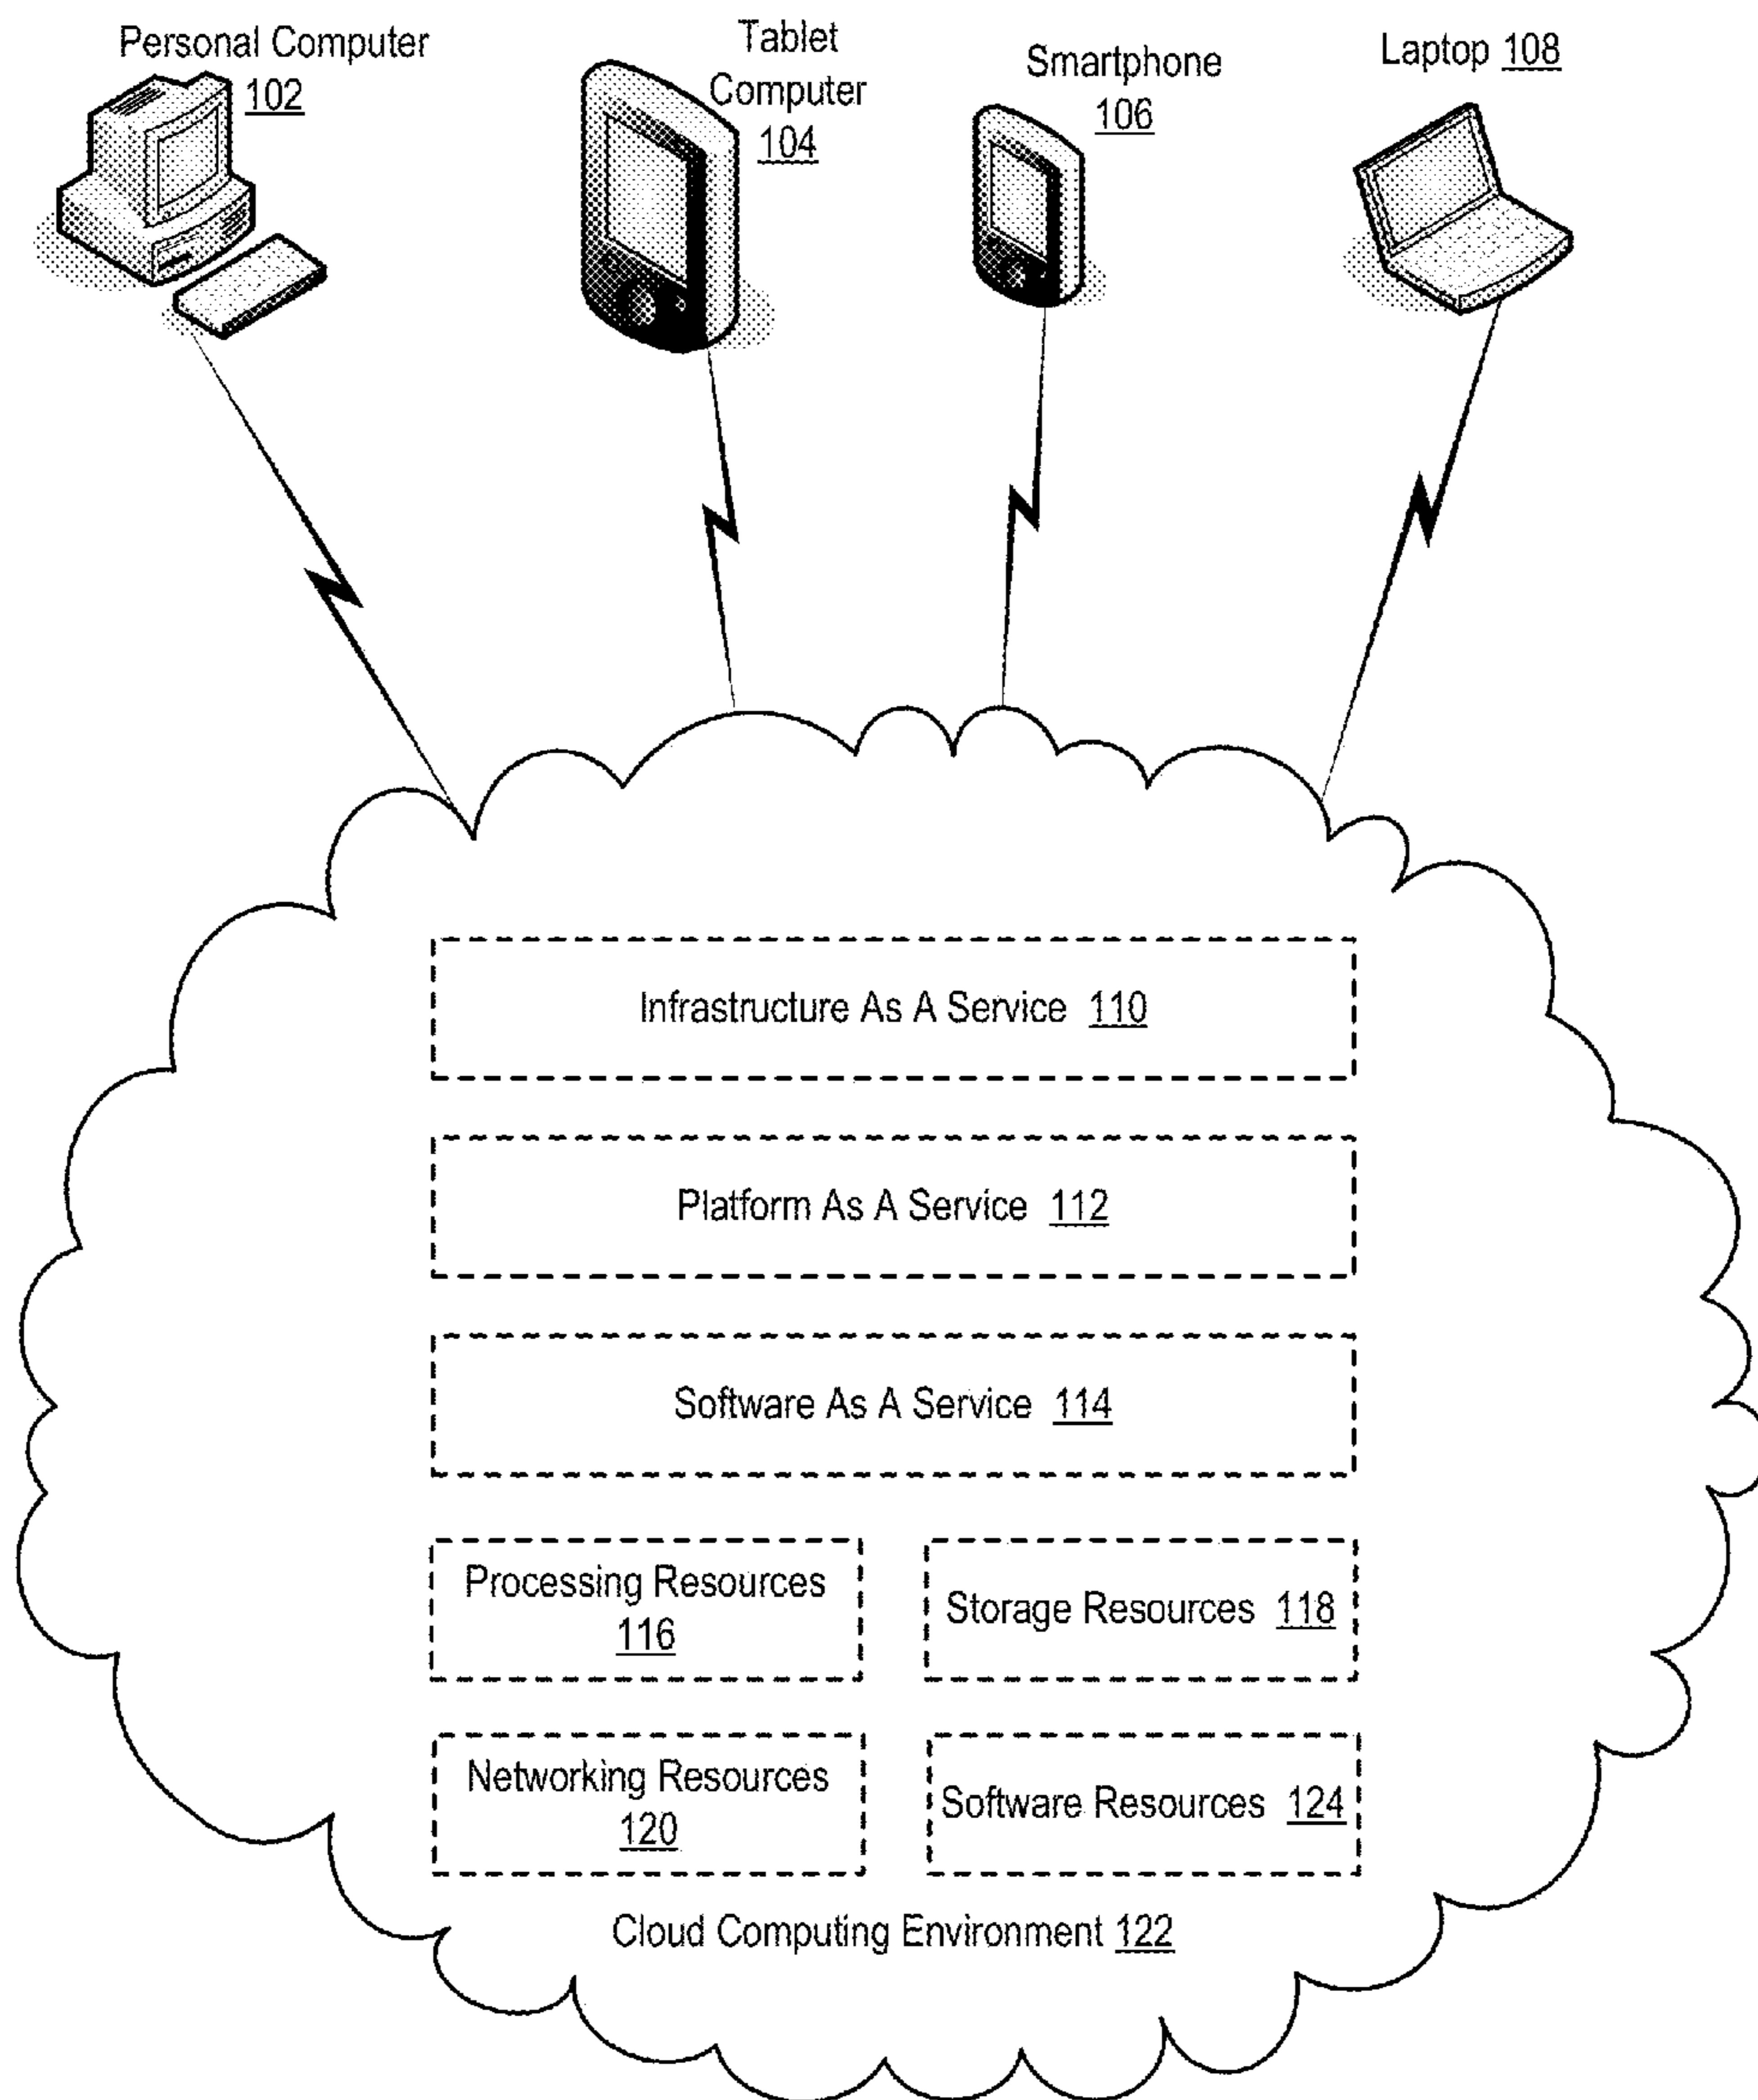 Personal Computer
102
Tablet
Computer
104
Smartphone
106
Laptop 108
Infrastructure As A Service 110
Platform As A Service 112
Software As A Service 114
Processing Resources
116
Storage Resources 118
Networking Resources
120
Software Resources 124
Cloud Computing Environment 122